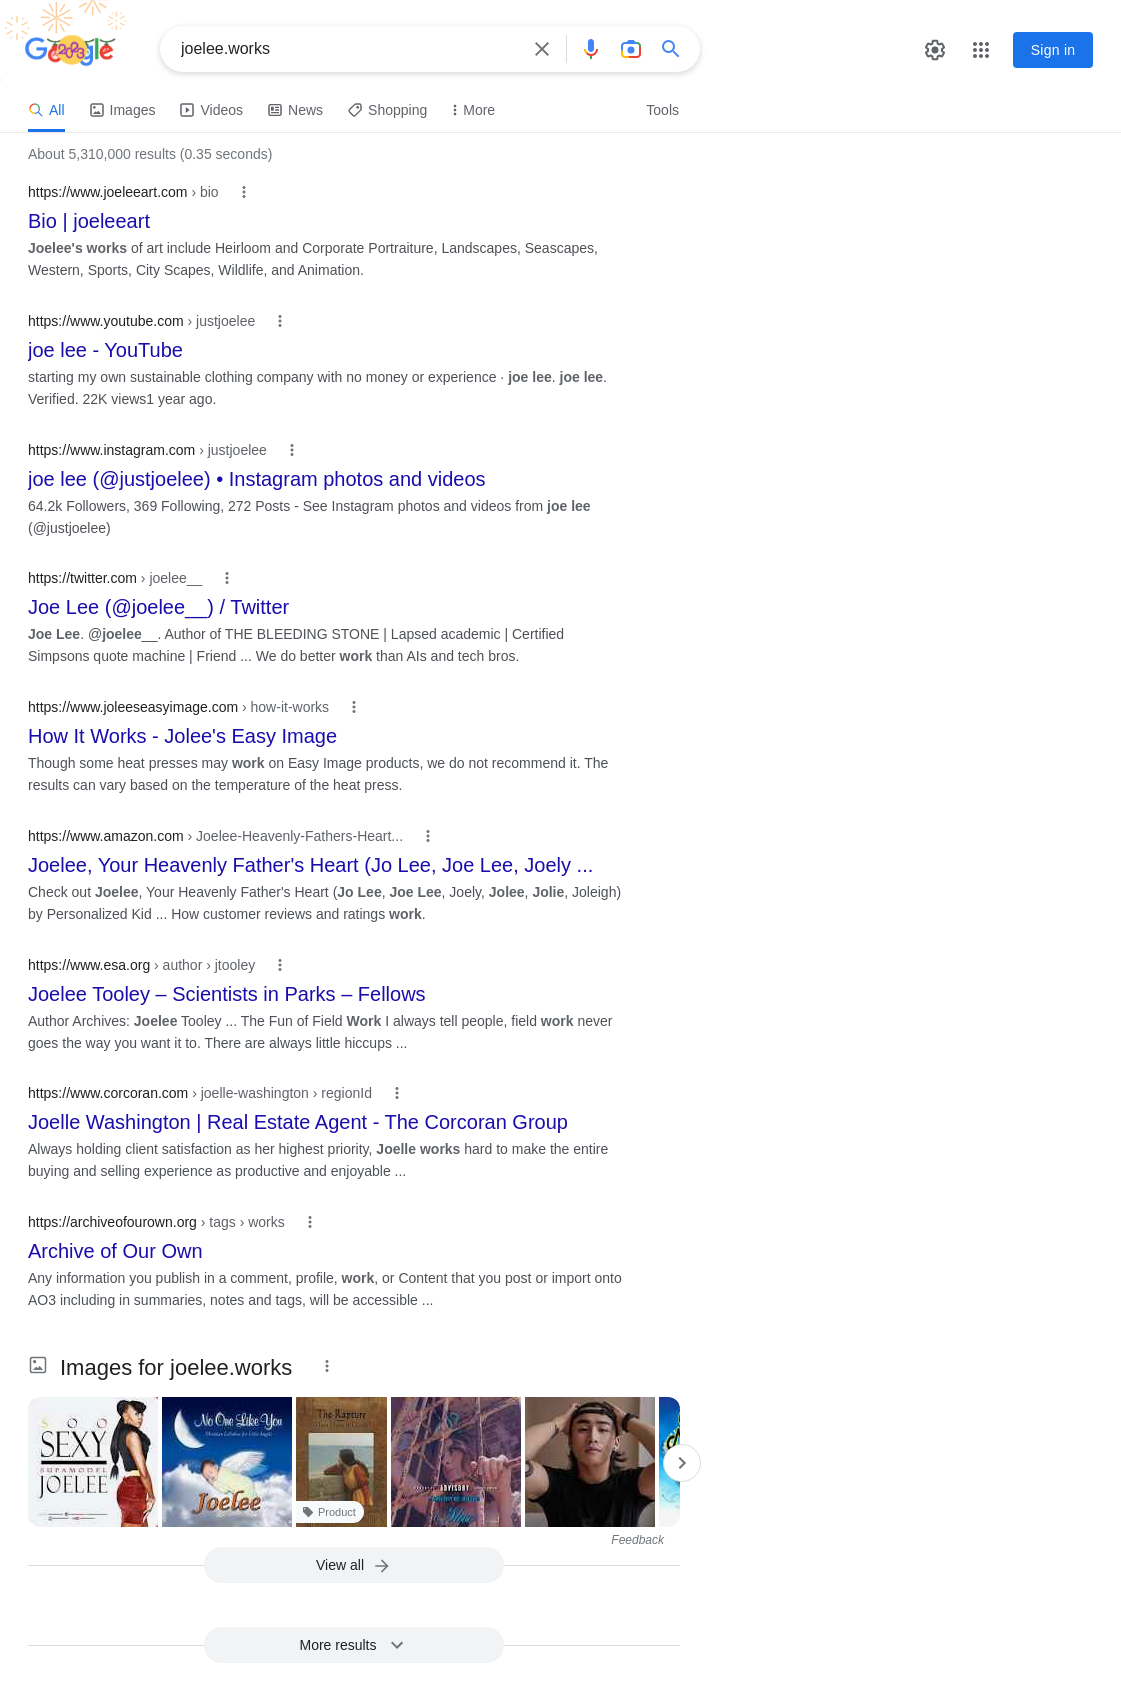 Google
joelee.works
Sign in
All
Images
Videos
News
Shopping
More
Tools
About 5,310,000 results (0.35 seconds)
https://www.joeleeart.com › bio
Bio | joeleeart
Joelee's works of art include Heirloom and Corporate Portraiture, Landscapes, Seascapes,
Western, Sports, City Scapes, Wildlife, and Animation.
https://www.youtube.com › justjoelee
joe lee - YouTube
starting my own sustainable clothing company with no money or experience · joe lee. joe lee.
Verified. 22K views1 year ago.
https://www.instagram.com › justjoelee
joe lee (@justjoelee) • Instagram photos and videos
64.2k Followers, 369 Following, 272 Posts - See Instagram photos and videos from joe lee
(@justjoelee)
https://twitter.com › joelee__
Joe Lee (@joelee__) / Twitter
Joe Lee. @joelee__. Author of THE BLEEDING STONE | Lapsed academic | Certified
Simpsons quote machine | Friend ... We do better work than AIs and tech bros.
https://www.joleeseasyimage.com › how-it-works
How It Works - Jolee's Easy Image
Though some heat presses may work on Easy Image products, we do not recommend it. The
results can vary based on the temperature of the heat press.
https://www.amazon.com › Joelee-Heavenly-Fathers-Heart...
Joelee, Your Heavenly Father's Heart (Jo Lee, Joe Lee, Joely ...
Check out Joelee, Your Heavenly Father's Heart (Jo Lee, Joe Lee, Joely, Jolee, Jolie, Joleigh)
by Personalized Kid ... How customer reviews and ratings work.
https://www.esa.org › author › jtooley
Joelee Tooley – Scientists in Parks – Fellows
Author Archives: Joelee Tooley ... The Fun of Field Work I always tell people, field work never
goes the way you want it to. There are always little hiccups ...
https://www.corcoran.com › joelle-washington › regionId
Joelle Washington | Real Estate Agent - The Corcoran Group
Always holding client satisfaction as her highest priority, Joelle works hard to make the entire
buying and selling experience as productive and enjoyable ...
https://archiveofourown.org › tags › works
Archive of Our Own
Any information you publish in a comment, profile, work, or Content that you post or import onto
AO3 including in summaries, notes and tags, will be accessible ...
Images for joelee.works
SOO
SEXY
SUPAMODEL
JOELEE
No One Like You
Joelee
The Rapture
Product
ADVISORY
Feedback
View all
More results